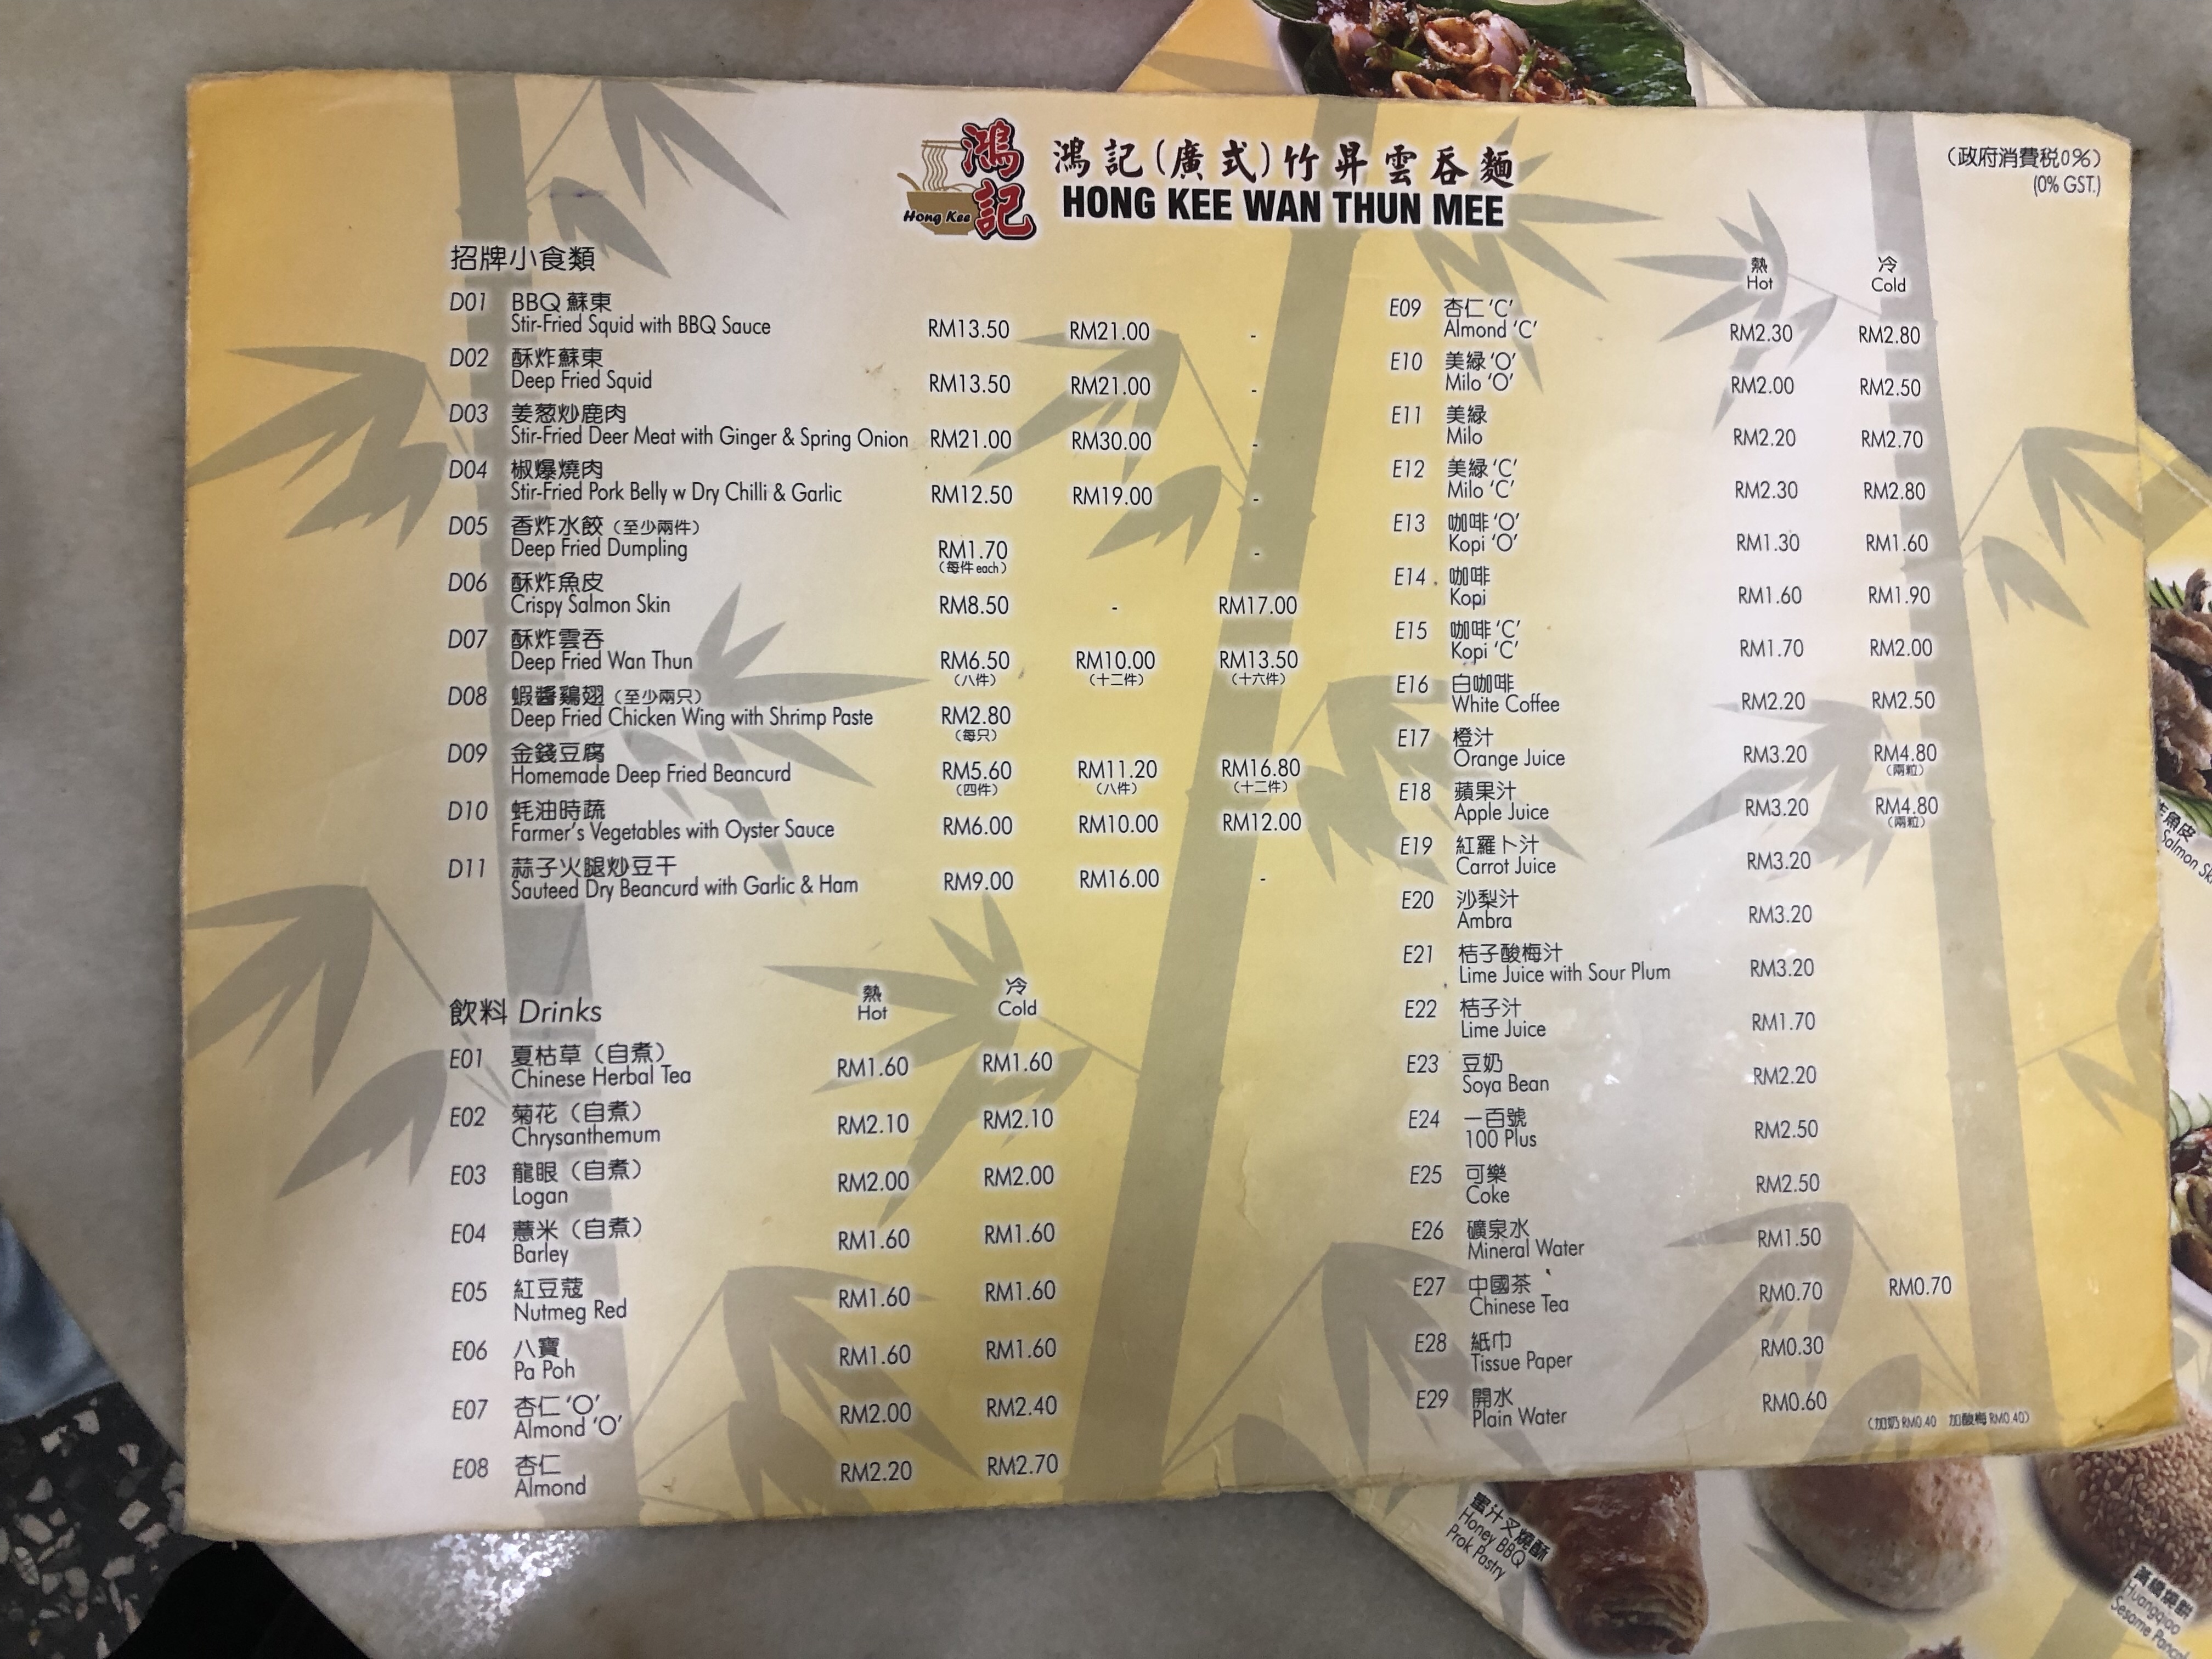 鴻記
Hong Kee
鴻記(廣式)竹昇雲吞麵
HONG KEE WAN THUN MEE
(政府消費稅0%)
(0% GST.)
招牌小食類
D01 BBQ 蘇東
Stir-Fried Squid with BBQ Sauce RM13.50 RM21.00 -
D02 酥炸蘇東
Deep Fried Squid RM13.50 RM21.00 -
D03 姜葱炒鹿肉
Stir-Fried Deer Meat with Ginger & Spring Onion RM21.00 RM30.00 -
D04 椒爆燒肉
Stir-Fried Pork Belly w Dry Chilli & Garlic RM12.50 RM19.00 -
D05 香炸水餃(至少兩件)
Deep Fried Dumpling RM1.70 -
(每件each)
D06 酥炸魚皮
Crispy Salmon Skin RM8.50 - RM17.00
D07 酥炸雲吞
Deep Fried Wan Thun RM6.50 RM10.00 RM13.50
(八件) (十二件) (十六件)
D08 蝦醬鷄翅(至少兩只)
Deep Fried Chicken Wing with Shrimp Paste RM2.80
(每只)
D09 金錢豆腐
Homemade Deep Fried Beancurd RM5.60 RM11.20 RM16.80
(四件) (八件) (十二件)
D10 蚝油時蔬
Farmer's Vegetables with Oyster Sauce RM6.00 RM10.00 RM12.00
D11 蒜子火腿炒豆干
Sauteed Dry Beancurd with Garlic & Ham RM9.00 RM16.00 -
飲料 Drinks 熱 Hot 冷 Cold
E01 夏枯草(自煮)
Chinese Herbal Tea RM1.60 RM1.60
E02 菊花(自煮)
Chrysanthemum RM2.10 RM2.10
E03 龍眼(自煮)
Logan RM2.00 RM2.00
E04 薏米(自煮)
Barley RM1.60 RM1.60
E05 紅豆蔻
Nutmeg Red RM1.60 RM1.60
E06 八寶
Pa Poh RM1.60 RM1.60
E07 杏仁 'O'
Almond 'O' RM2.00 RM2.40
E08 杏仁
Almond RM2.20 RM2.70
熱 冷
Hot Cold
E09 杏仁 'C'
Almond 'C' RM2.30 RM2.80
E10 美緑 'O'
Milo 'O' RM2.00 RM2.50
E11 美緑
Milo RM2.20 RM2.70
E12 美緑 'C'
Milo 'C' RM2.30 RM2.80
E13 咖啡 'O'
Kopi 'O' RM1.30 RM1.60
E14 咖啡
Kopi RM1.60 RM1.90
E15 咖啡 'C'
Kopi 'C' RM1.70 RM2.00
E16 白咖啡
White Coffee RM2.20 RM2.50
E17 橙汁
Orange Juice RM3.20 RM4.80
(兩粒)
E18 蘋果汁
Apple Juice RM3.20 RM4.80
(兩粒)
E19 紅羅卜汁
Carrot Juice RM3.20
E20 沙梨汁
Ambra RM3.20
E21 桔子酸梅汁
Lime Juice with Sour Plum RM3.20
E22 桔子汁
Lime Juice RM1.70
E23 豆奶
Soya Bean RM2.20
E24 一百號
100 Plus RM2.50
E25 可樂
Coke RM2.50
E26 礦泉水
Mineral Water RM1.50
E27 中國茶
Chinese Tea RM0.70 RM0.70
E28 紙巾
Tissue Paper RM0.30
E29 開水
Plain Water RM0.60
(加奶 RM0.40 加酸梅 RM0.40)
魚皮
Salmon
蜜汁叉燒酥
Honey BBQ
Prok Pastry
Huangqiao
Sesame